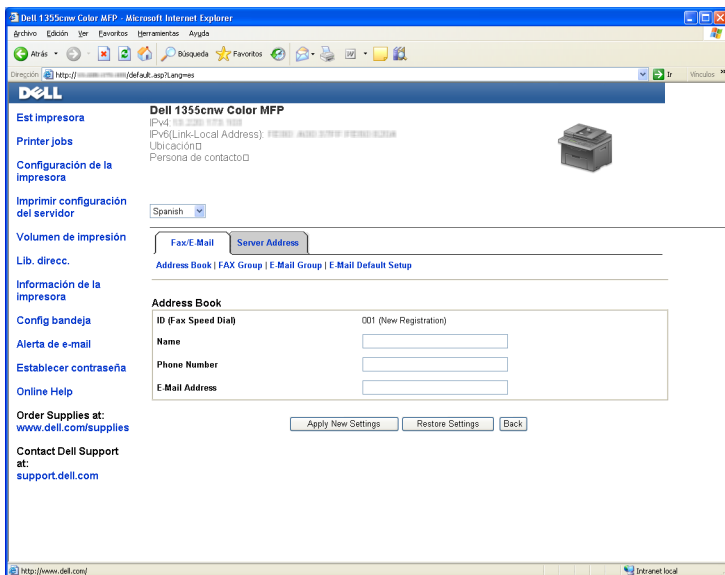 Dell 1355cnw Color MFP - Microsoft Internet Explorer
Archivo Edición Ver Favoritos Herramientas Ayuda
Atrás Búsqueda Favoritos
Dirección http:// /default.asp?Lang=es Ir Vínculos »
DELL
Est impresora
Printer jobs
Configuración de la
impresora
Imprimir configuración
del servidor
Volumen de impresión
Lib. direcc.
Información de la
impresora
Config bandeja
Alerta de e-mail
Establecer contraseña
Online Help
Order Supplies at:
www.dell.com/supplies
Contact Dell Support
at:
support.dell.com
Dell 1355cnw Color MFP
IPv4:
IPv6(Link-Local Address):
Ubicación□
Persona de contacto□
Spanish
Fax/E-Mail Server Address
Address Book | FAX Group | E-Mail Group | E-Mail Default Setup
Address Book
ID (Fax Speed Dial) 001 (New Registration)
Name
Phone Number
E-Mail Address
Apply New Settings Restore Settings Back
http://www.dell.com/ Intranet local